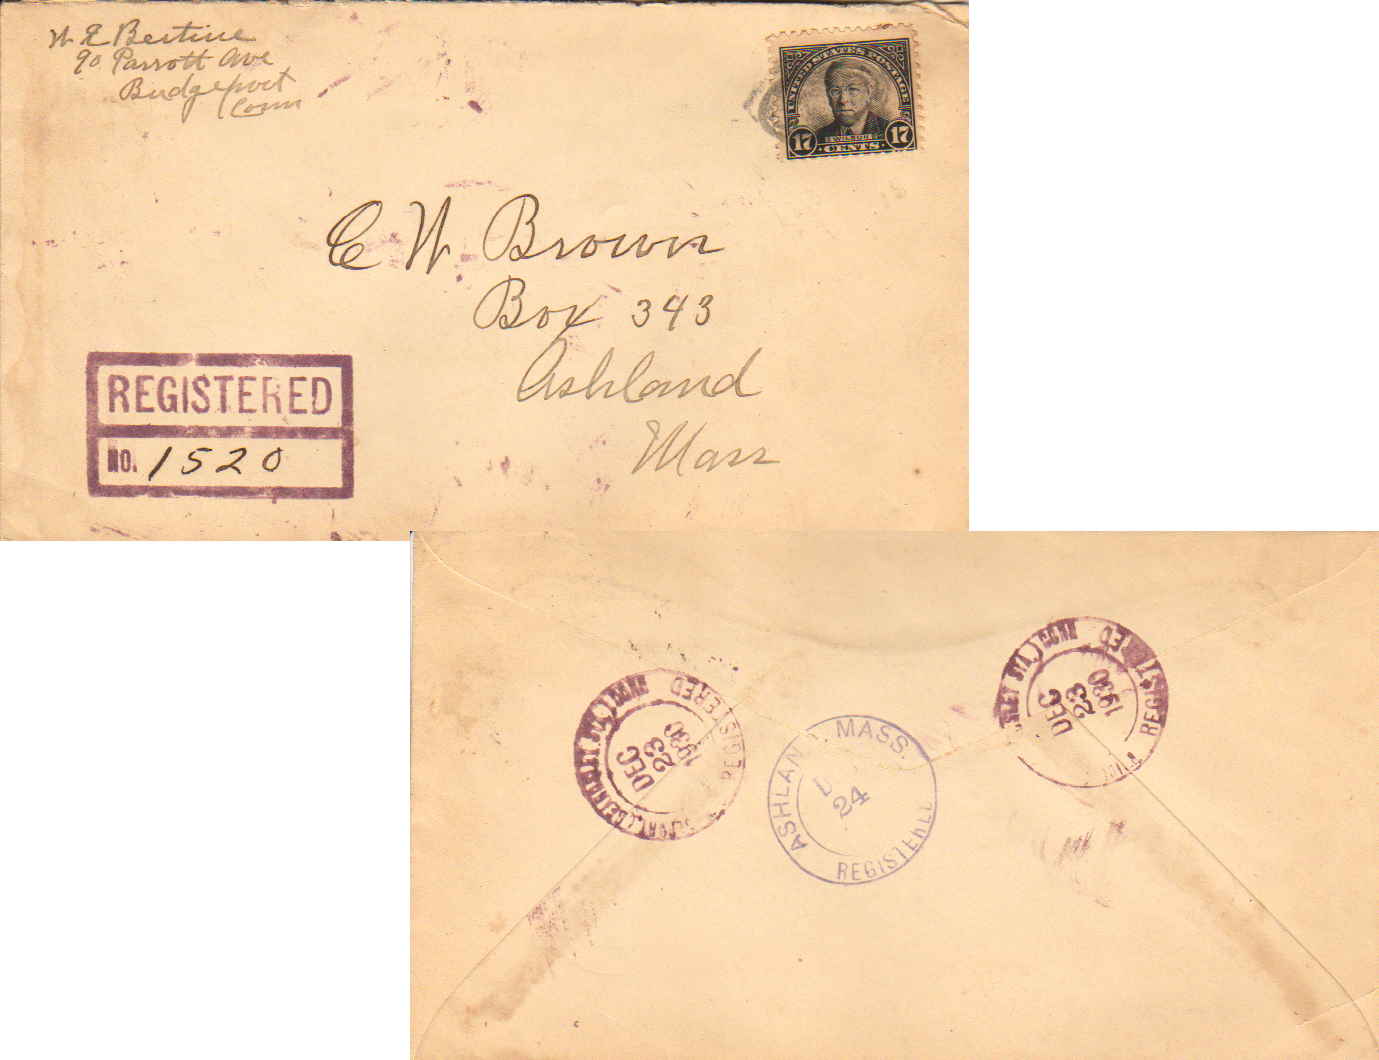 W E Bertine
90 Parrott Ave
Bridgeport
Conn
UNITED STATES POSTAGE
WILSON
17 CENTS 17
C W Brown
Box 343
Ashland
Mass
REGISTERED
NO. 1520
REGISTERED
DEC
23
1930
ASHLAND, MASS.
24
REGISTERED
REGISTERED
DEC
23
1930